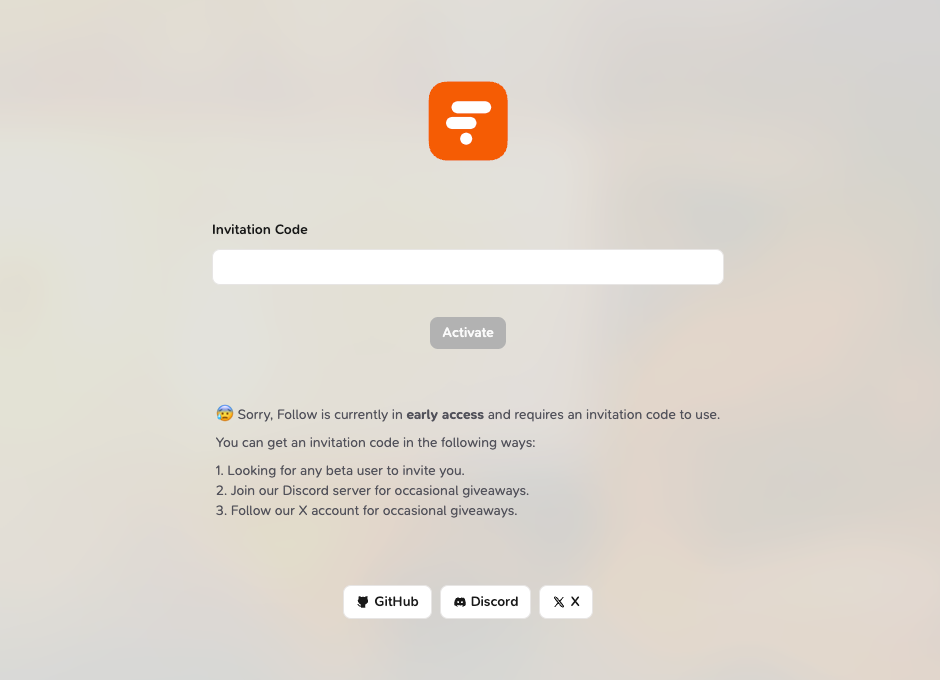 Invitation Code
Activate
😰 Sorry, Follow is currently in early access and requires an invitation code to use.
You can get an invitation code in the following ways:
1. Looking for any beta user to invite you.
2. Join our Discord server for occasional giveaways.
3. Follow our X account for occasional giveaways.
GitHub Discord X